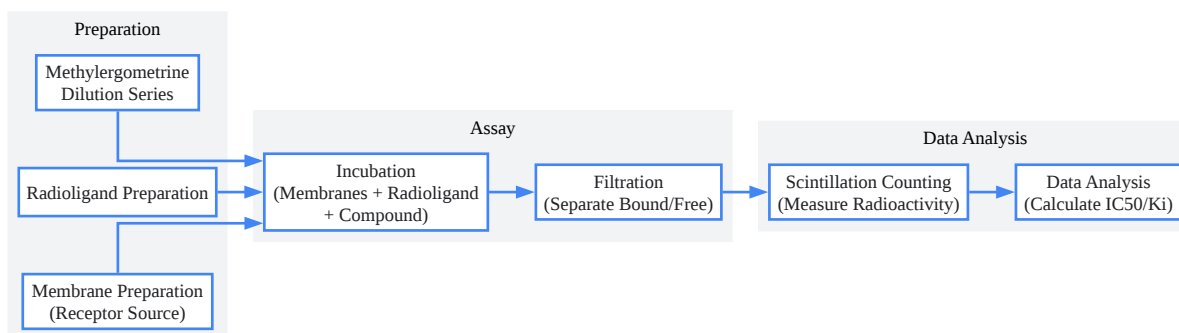 Preparation
Methylergometrine
Dilution Series
Radioligand Preparation
Membrane Preparation
(Receptor Source)
Assay
Incubation
(Membranes + Radioligand
+ Compound)
Filtration
(Separate Bound/Free)
Data Analysis
Scintillation Counting
(Measure Radioactivity)
Data Analysis
(Calculate IC50/Ki)